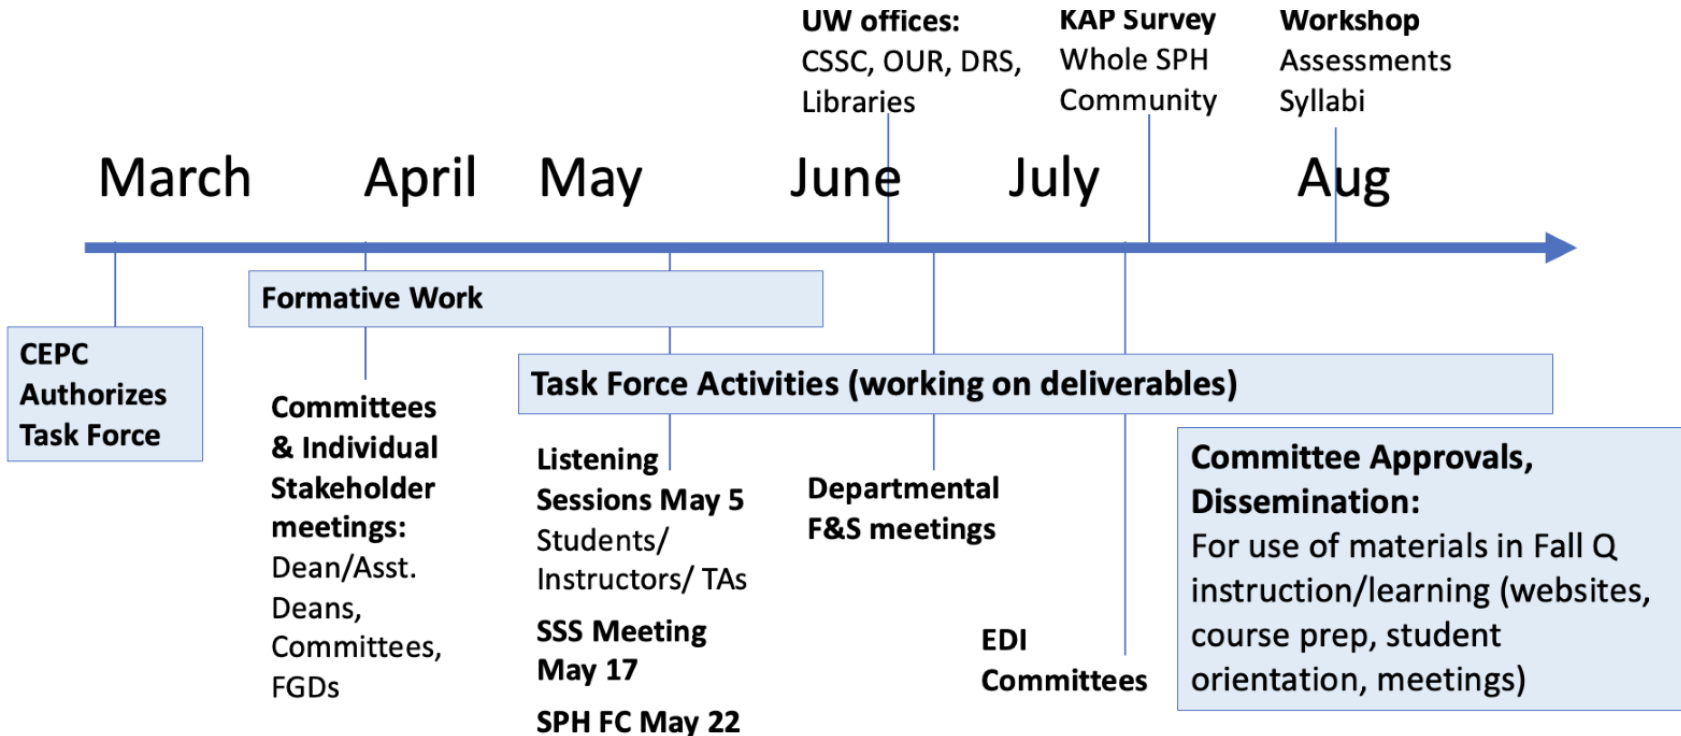 UW offices:
CSSC, OUR, DRS,
Libraries
KAP Survey
Whole SPH
Community
Workshop
Assessments
Syllabi
March April May June July Aug
Formative Work
CEPC
Authorizes
Task Force
Task Force Activities (working on deliverables)
Committees
& Individual
Stakeholder
meetings:
Dean/Asst.
Deans,
Committees,
FGDs
Listening
Sessions May 5
Students/
Instructors/ TAs
SSS Meeting
May 17
SPH FC May 22
Departmental
F&S meetings
EDI
Committees
Committee Approvals,
Dissemination:
For use of materials in Fall Q
instruction/learning (websites,
course prep, student
orientation, meetings)